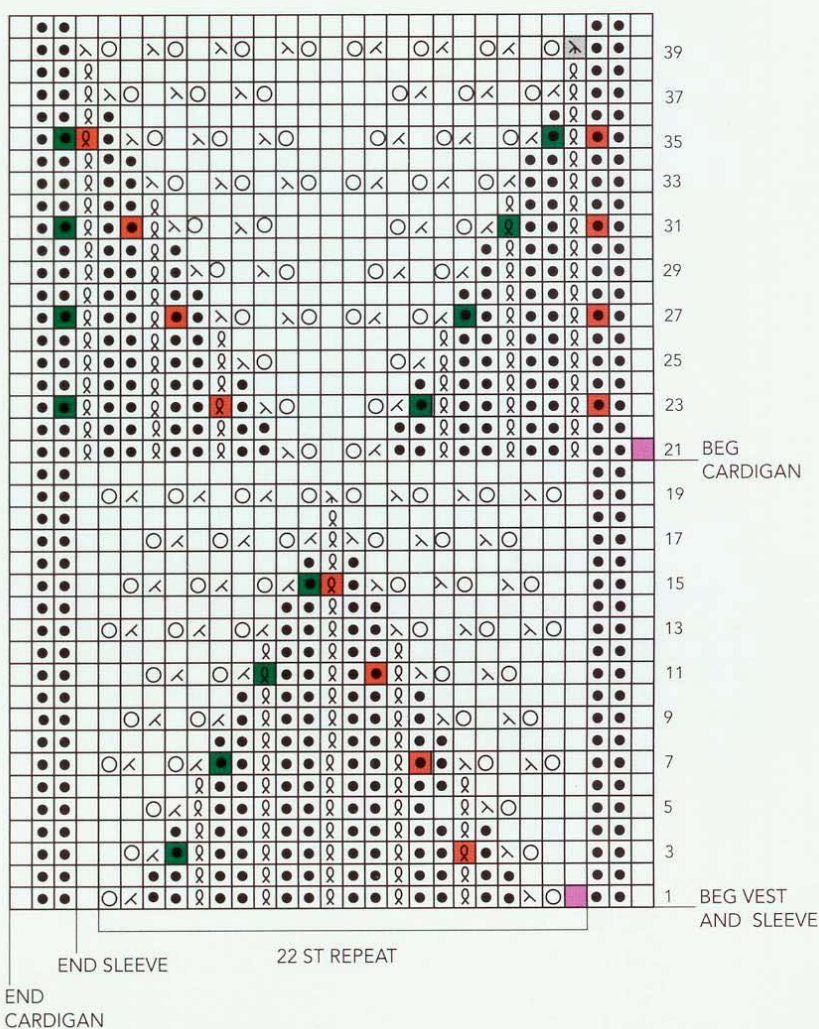 39
37
35
33
31
29
27
25
23
21 BEG
CARDIGAN
19
17
15
13
11
9
7
5
3
1 BEG VEST
AND SLEEVE
22 ST REPEAT
END SLEEVE
END
CARDIGAN